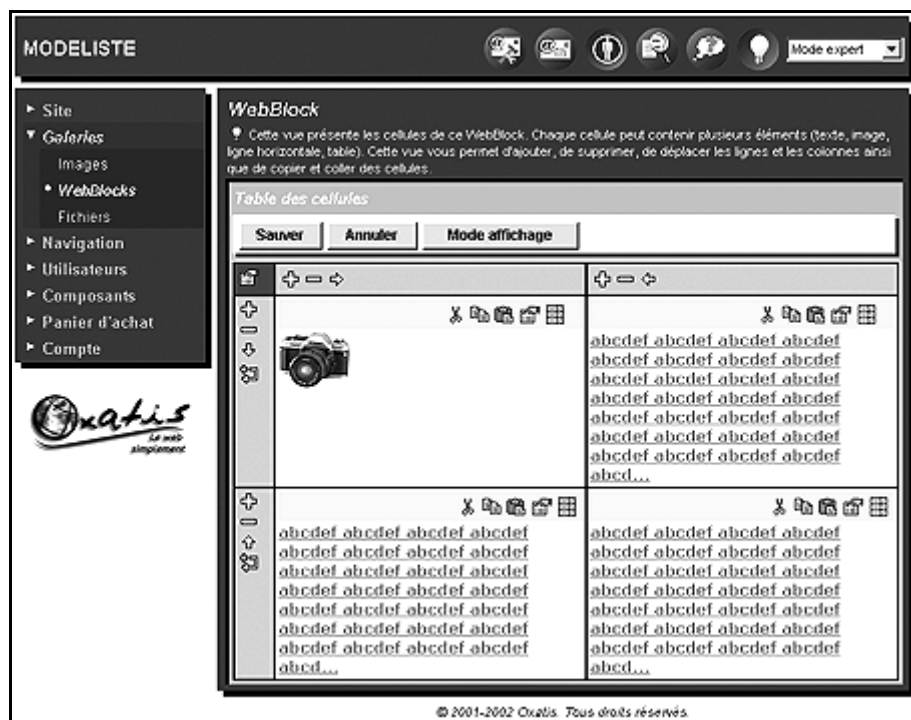 MODELISTE
Mode expert
Site
Galeries
Images
WebBlocks
Fichiers
Navigation
Utilisateurs
Composants
Panier d'achat
Compte
Oxatis
Le web
simplement
WebBlock
Cette vue présente les cellules de ce WebBlock. Chaque cellule peut contenir plusieurs éléments (texte, image,
ligne horizontale, table). Cette vue vous permet d'ajouter, de supprimer, de déplacer les lignes et les colonnes ainsi
que de copier et coller des cellules.
Table des cellules
Sauver Annuler Mode affichage
abcdef abcdef abcdef abcdef
abcdef abcdef abcdef abcdef
abcdef abcdef abcdef abcdef
abcdef abcdef abcdef abcdef
abcdef abcdef abcdef abcdef
abcdef abcdef abcdef abcdef
abcdef abcdef abcdef abcdef
abcd...
abcdef abcdef abcdef abcdef
abcdef abcdef abcdef abcdef
abcdef abcdef abcdef abcdef
abcdef abcdef abcdef abcdef
abcdef abcdef abcdef abcdef
abcdef abcdef abcdef abcdef
abcdef abcdef abcdef abcdef
abcd...
abcdef abcdef abcdef abcdef
abcdef abcdef abcdef abcdef
abcdef abcdef abcdef abcdef
abcdef abcdef abcdef abcdef
abcdef abcdef abcdef abcdef
abcdef abcdef abcdef abcdef
abcdef abcdef abcdef abcdef
abcd...
© 2001-2002 Oxatis. Tous droits réservés.